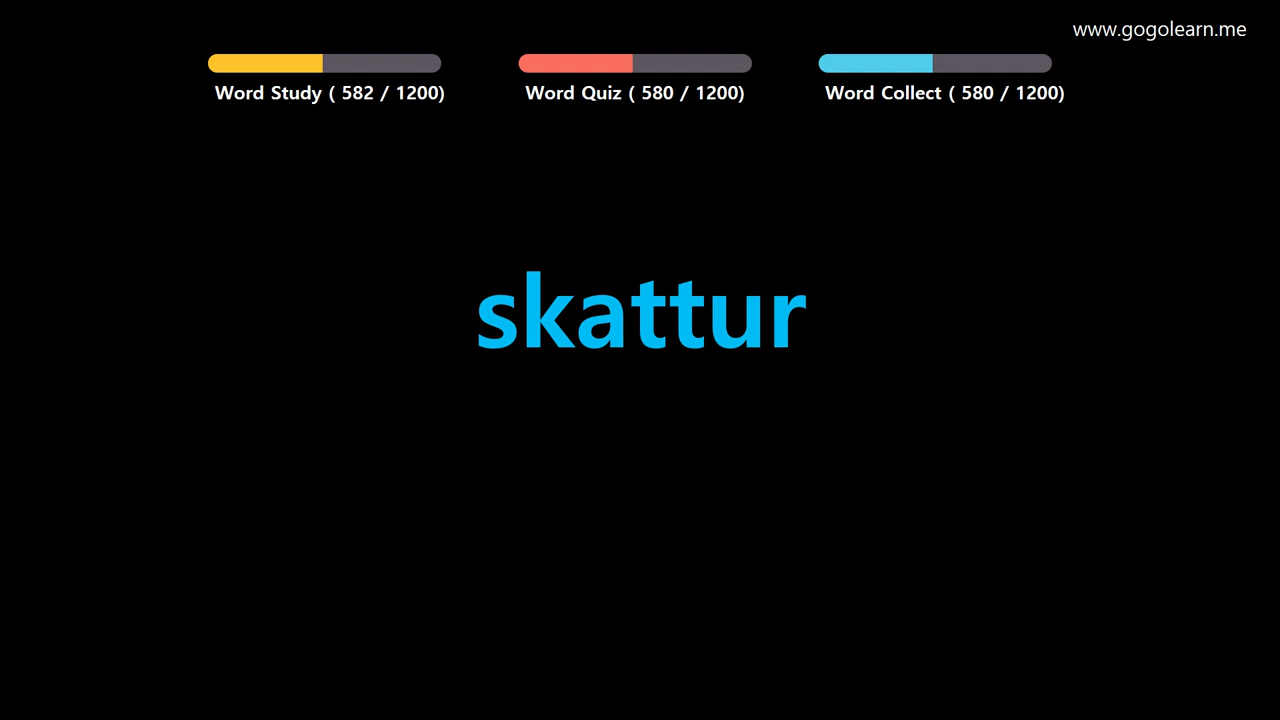 www.gogolearn.me
Word Study ( 582 / 1200)
Word Quiz ( 580 / 1200)
Word Collect ( 580 / 1200)
skattur